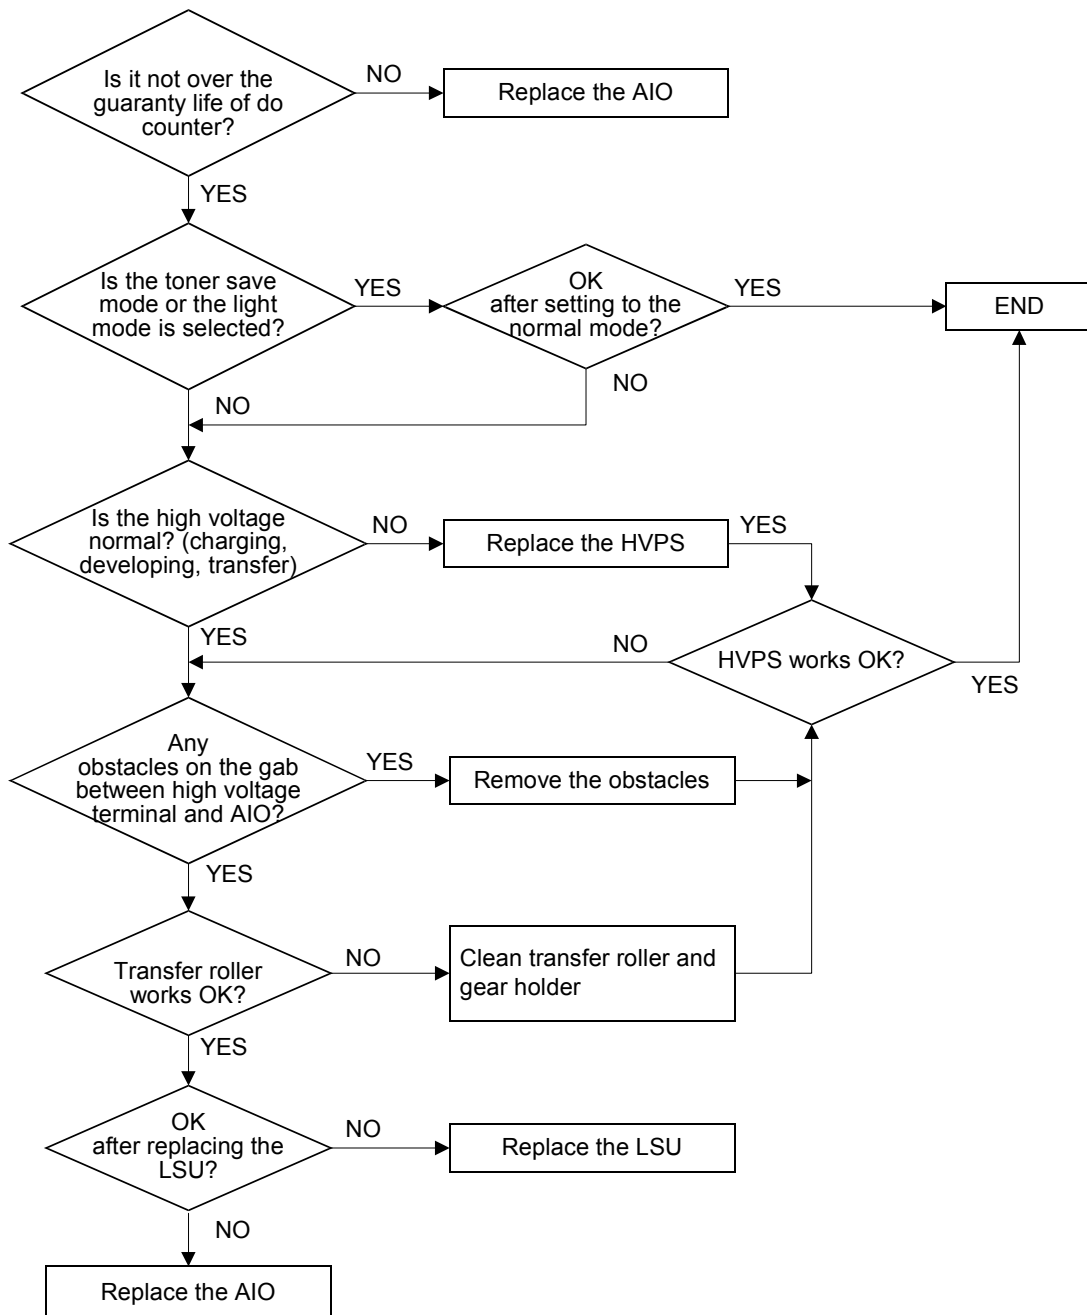 Is it not over the
guaranty life of do
counter?
NO
Replace the AIO
YES
Is the toner save
mode or the light
mode is selected?
YES
OK
after setting to the
normal mode?
YES
END
NO
NO
Is the high voltage
normal? (charging,
developing, transfer)
NO
Replace the HVPS
YES
YES
NO
HVPS works OK?
YES
Any
obstacles on the gab
between high voltage
terminal and AIO?
YES
Remove the obstacles
YES
Transfer roller
works OK?
NO
Clean transfer roller and
gear holder
YES
OK
after replacing the
LSU?
NO
Replace the LSU
NO
Replace the AIO